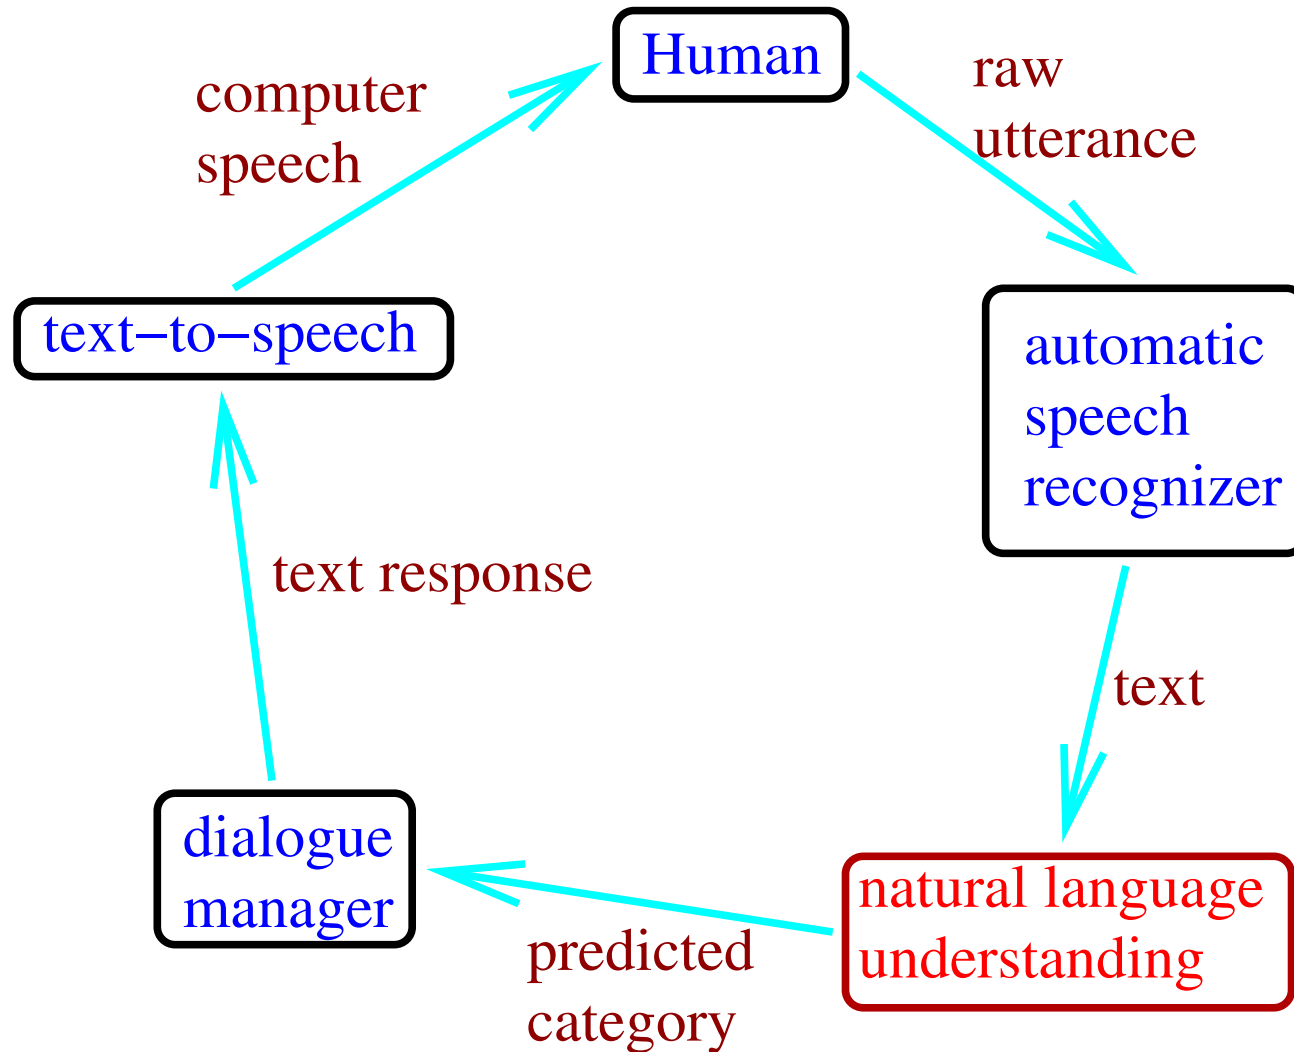 Human
raw
utterance
computer
speech
text−to−speech
automatic
speech
recognizer
text response
text
dialogue
manager
natural language
understanding
predicted
category